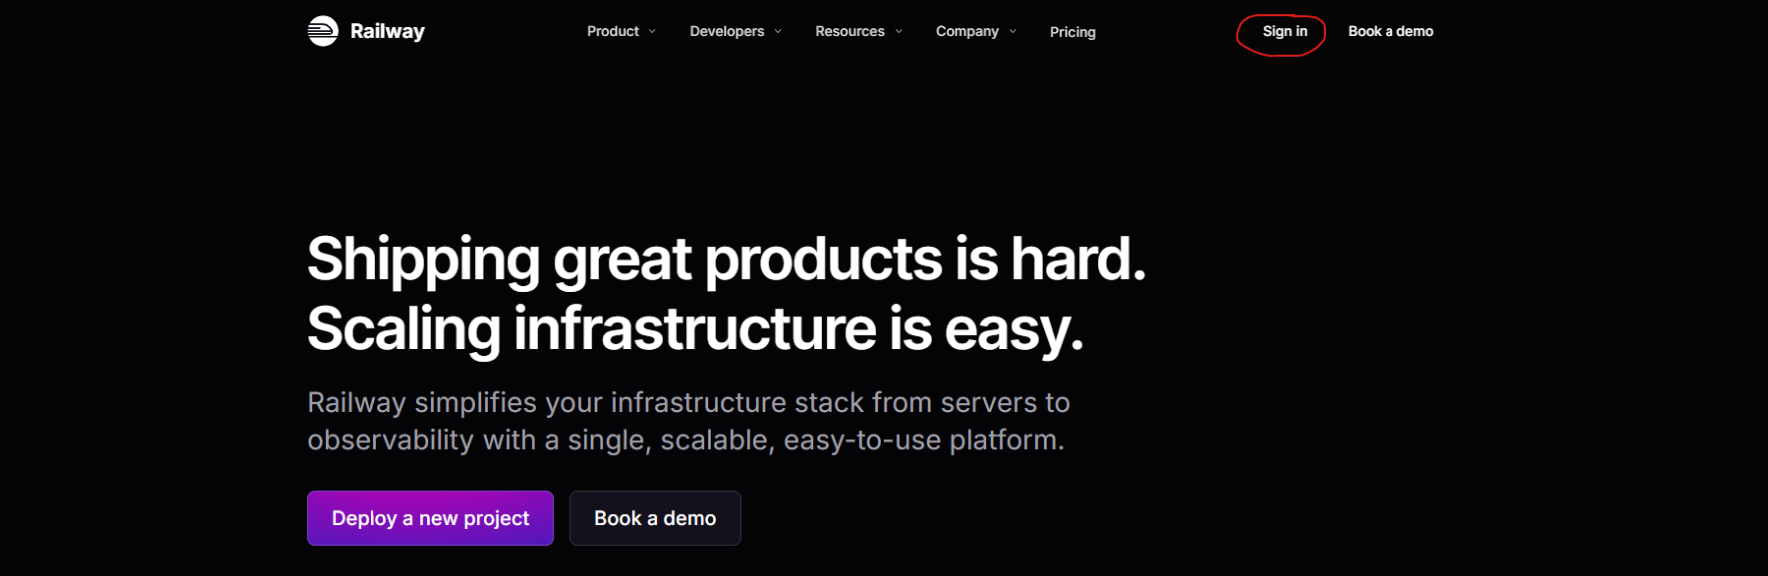 Railway Product Developers Resources Company Pricing Sign in Book a demo
Shipping great products is hard.
Scaling infrastructure is easy.
Railway simplifies your infrastructure stack from servers to
observability with a single, scalable, easy-to-use platform.
Deploy a new project Book a demo